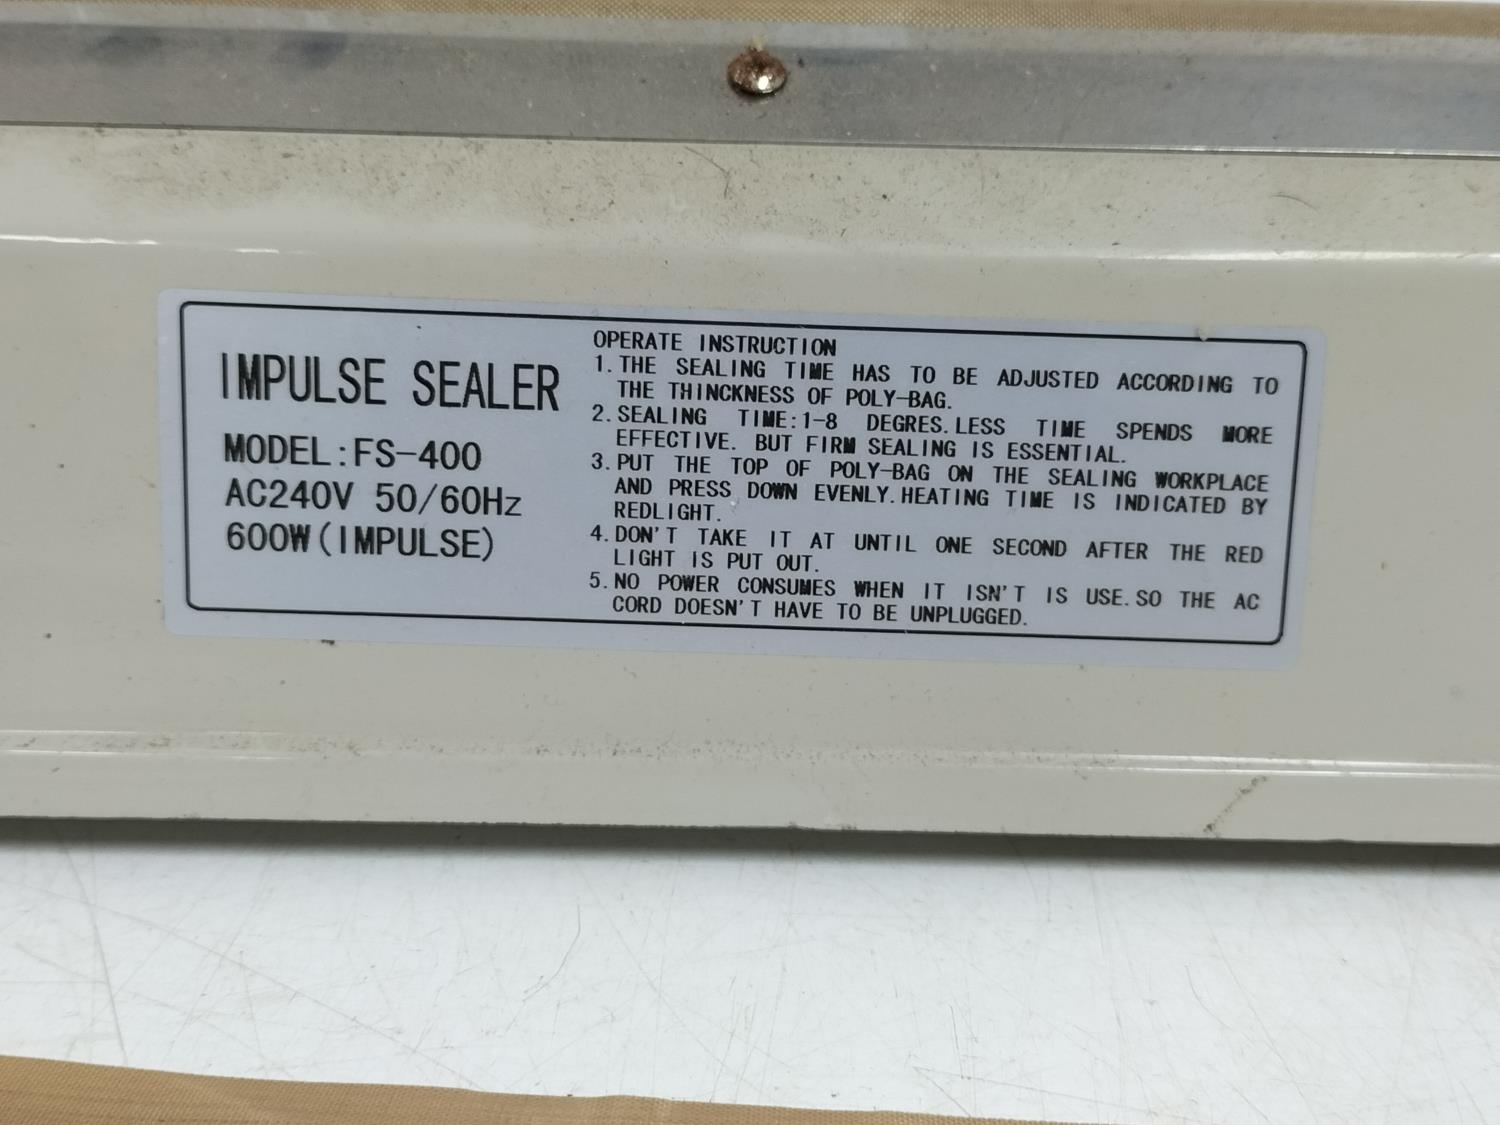 IMPULSE SEALER
MODEL:FS-400
AC240V 50/60Hz
600W(IMPULSE)
OPERATE INSTRUCTION
1.THE SEALING TIME HAS TO BE ADJUSTED ACCORDING TO
THE THINCKNESS OF POLY-BAG.
2.SEALING TIME:1-8 DEGRES.LESS TIME SPENDS MORE
EFFECTIVE. BUT FIRM SEALING IS ESSENTIAL.
3.PUT THE TOP OF POLY-BAG ON THE SEALING WORKPLACE
AND PRESS DOWN EVENLY.HEATING TIME IS INDICATED BY
REDLIGHT.
4.DON'T TAKE IT AT UNTIL ONE SECOND AFTER THE RED
LIGHT IS PUT OUT.
5.NO POWER CONSUMES WHEN IT ISN'T IS USE.SO THE AC
CORD DOESN'T HAVE TO BE UNPLUGGED.